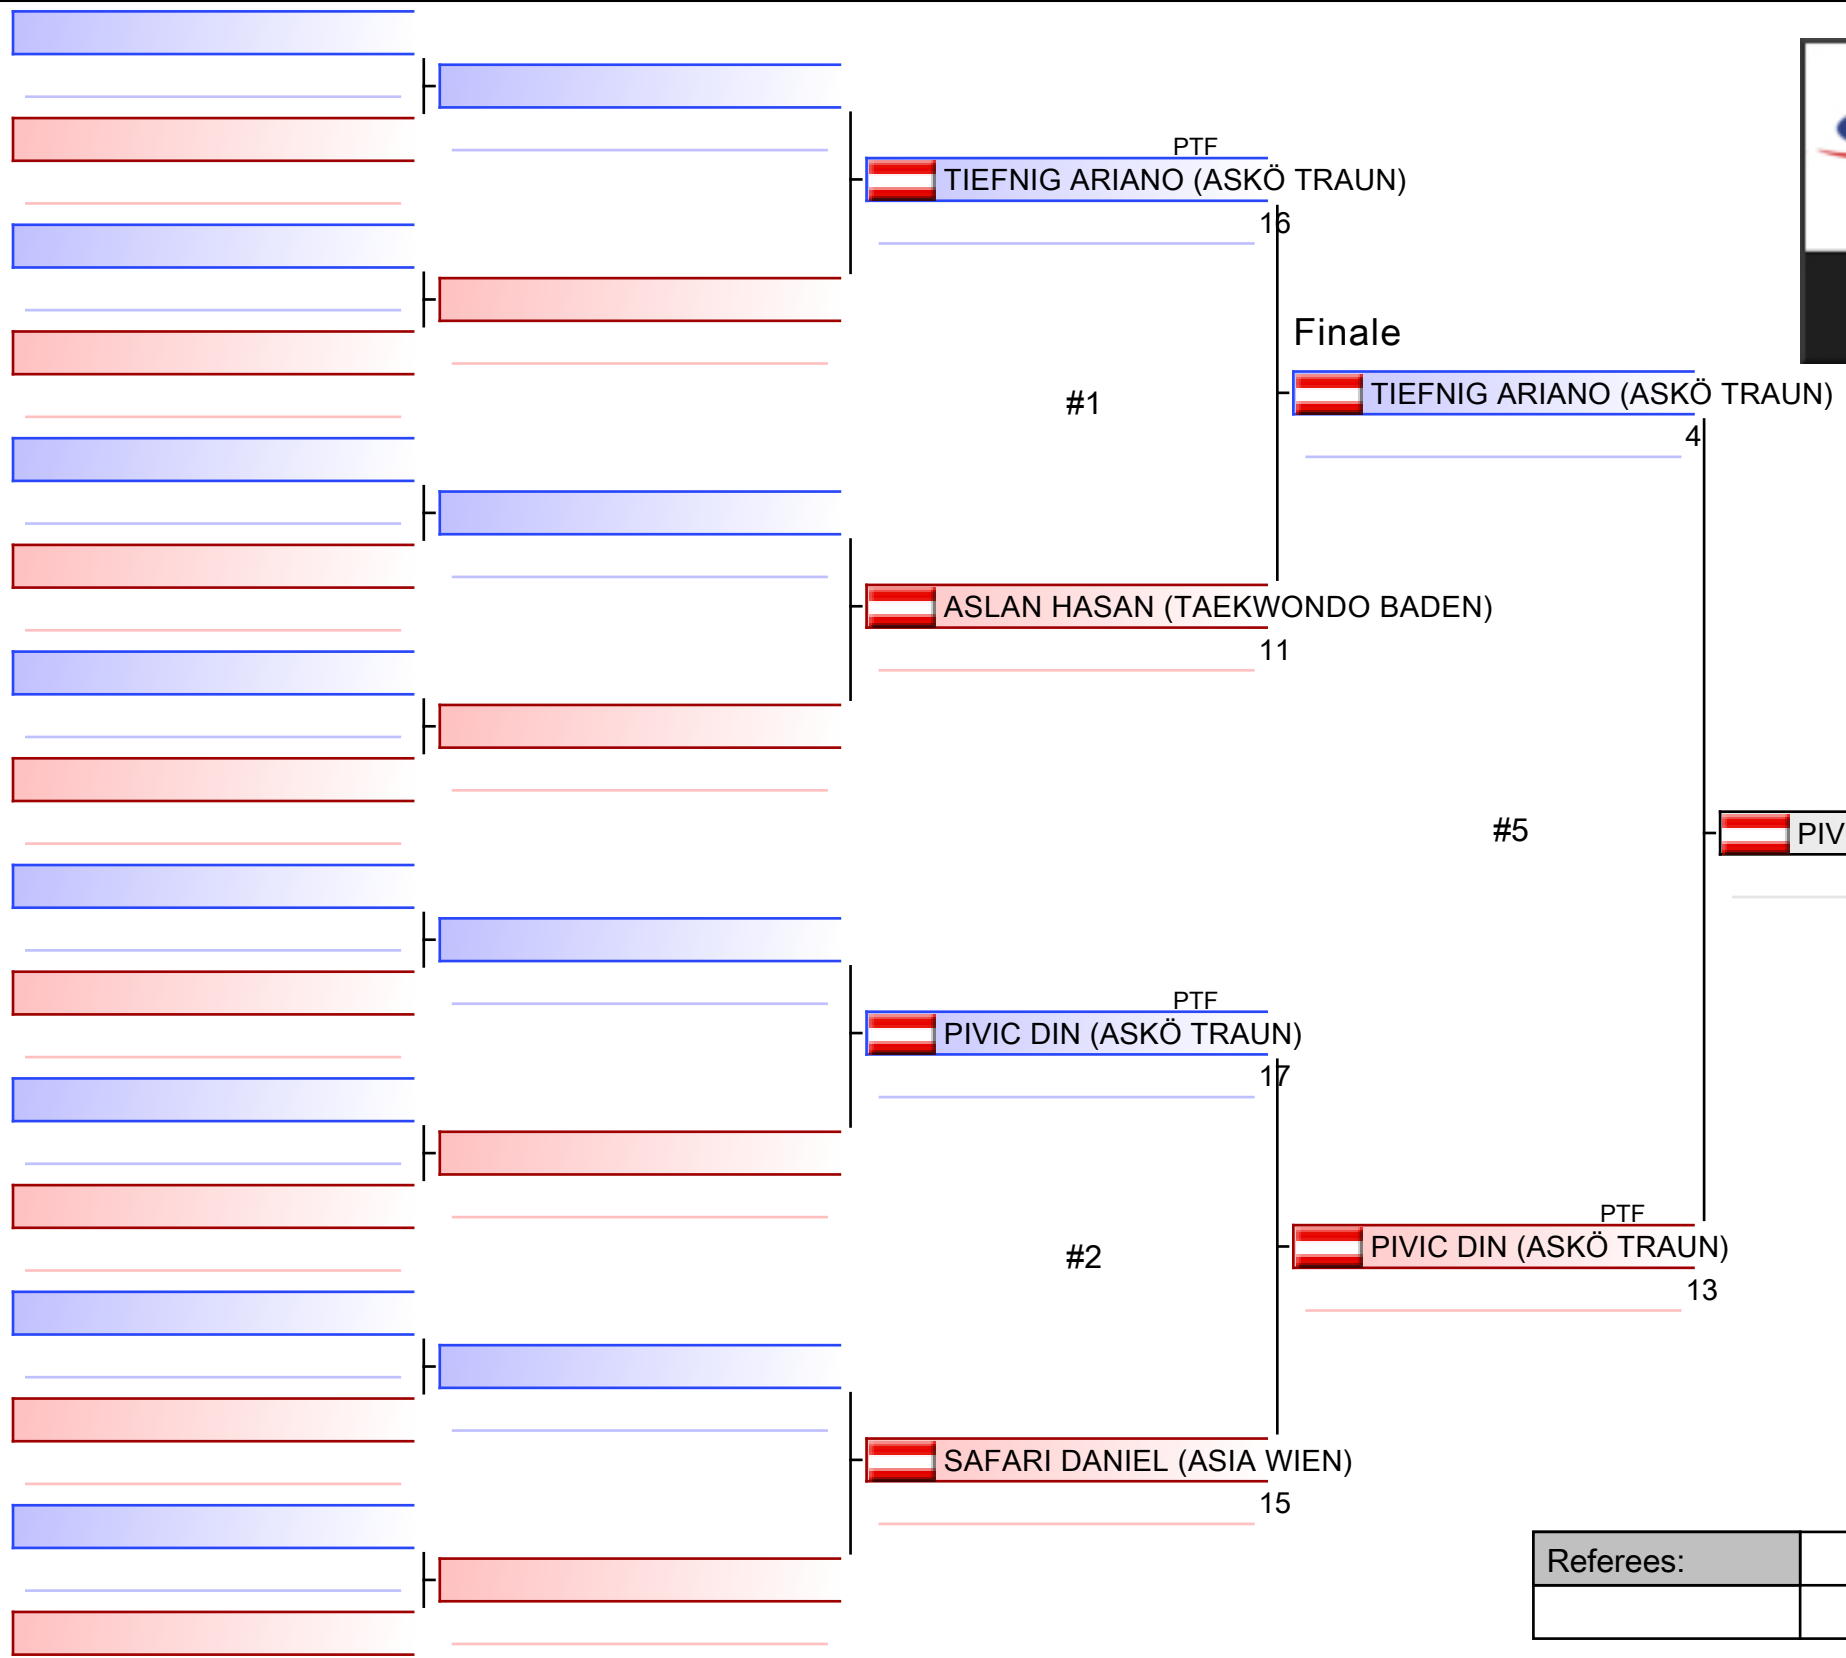 PTF
TIEFNIG ARIANO (ASKÖ TRAUN)
16
Finale
#1
TIEFNIG ARIANO (ASKÖ TRAUN)
4
ASLAN HASAN (TAEKWONDO BADEN)
11
#5
PIV
PTF
PIVIC DIN (ASKÖ TRAUN)
17
PTF
#2
PIVIC DIN (ASKÖ TRAUN)
13
SAFARI DANIEL (ASIA WIEN)
15
Referees: